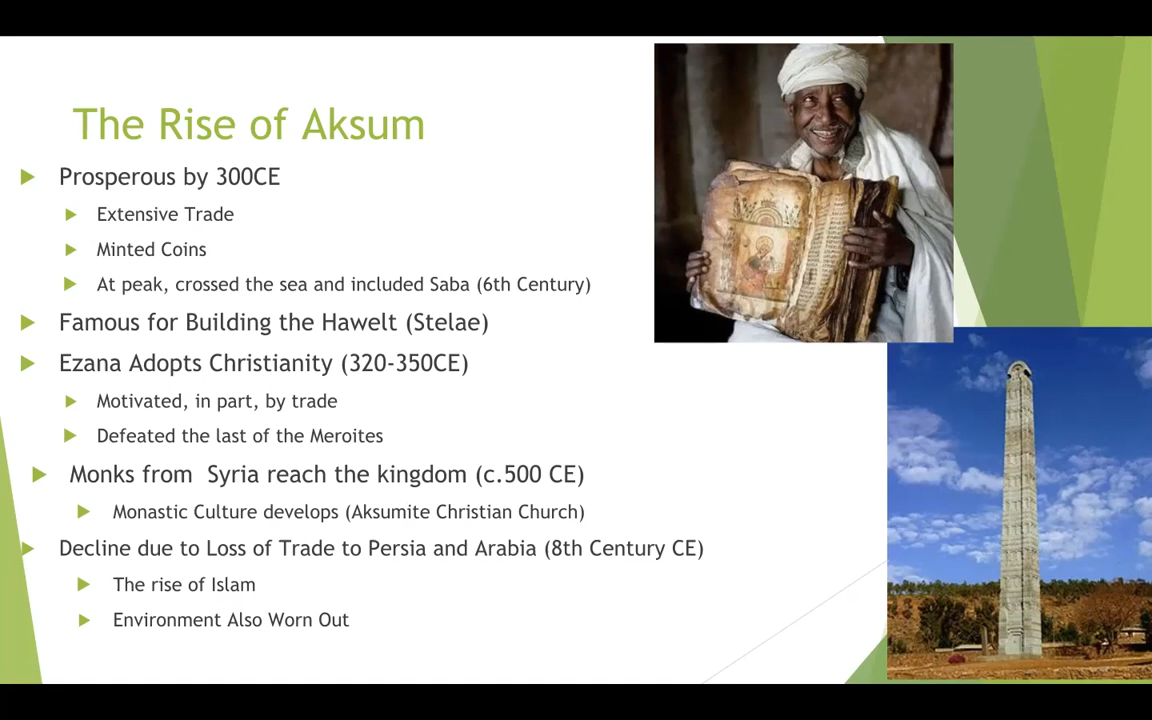 The Rise of Aksum
Prosperous by 300CE
Extensive Trade
Minted Coins
At peak, crossed the sea and included Saba (6th Century)
Famous for Building the Hawelt (Stelae)
Ezana Adopts Christianity (320-350CE)
Motivated, in part, by trade
Defeated the last of the Meroites
Monks from  Syria reach the kingdom (c.500 CE)
Monastic Culture develops (Aksumite Christian Church)
Decline due to Loss of Trade to Persia and Arabia (8th Century CE)
The rise of Islam
Environment Also Worn Out